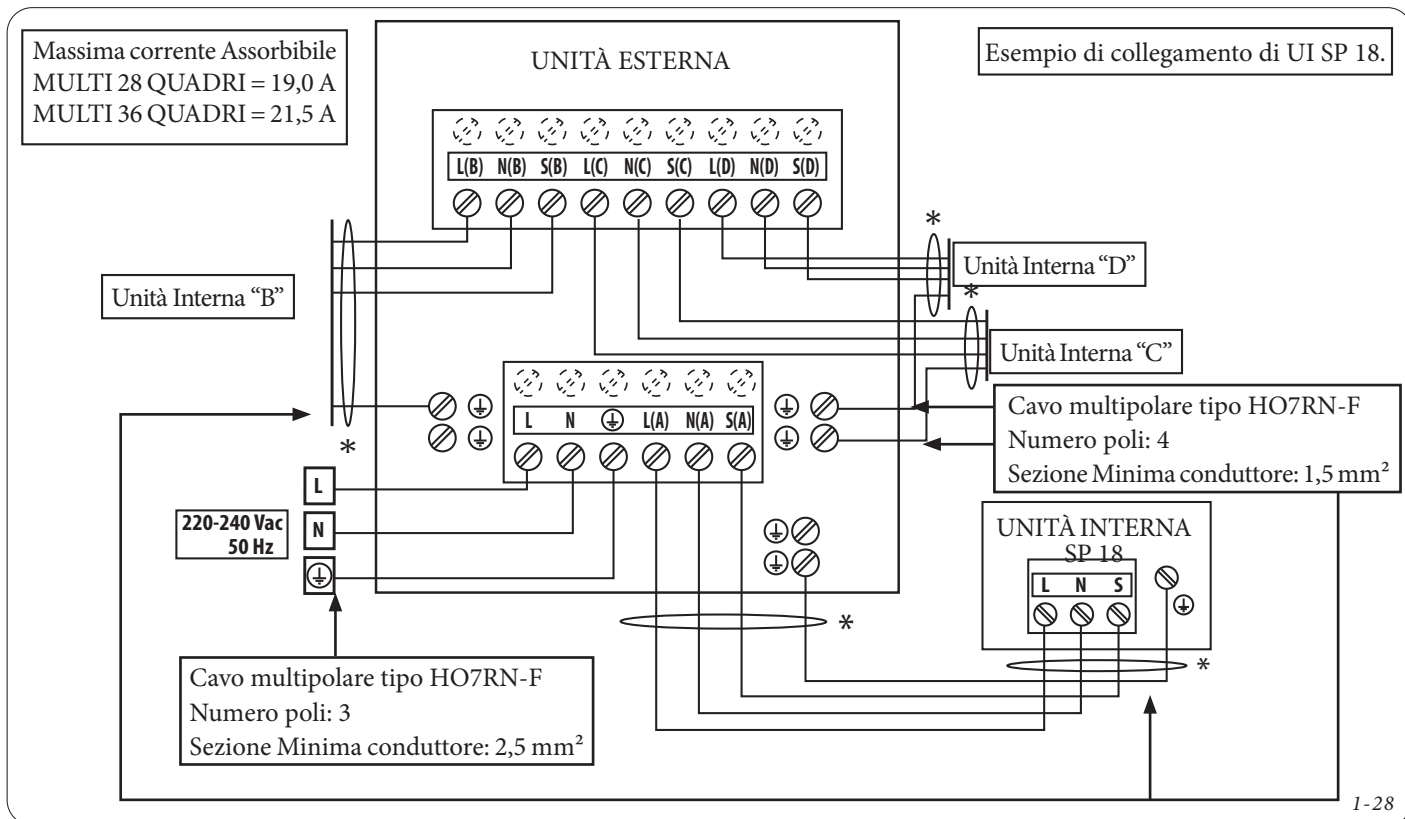 Massima corrente Assorbibile
MULTI 28 QUADRI = 19,0 A
MULTI 36 QUADRI = 21,5 A
UNITÀ ESTERNA
Esempio di collegamento di UI SP 18.
L(B) N(B) S(B) L(C) N(C) S(C) L(D) N(D) S(D)
*
Unità Interna “D”
*
Unità Interna “B”
Unità Interna “C”
L N L(A) N(A) S(A)
*
Cavo multipolare tipo HO7RN-F
Numero poli: 4
Sezione Minima conduttore: 1,5 mm²
L
N
220-240 Vac
50 Hz
UNITÀ INTERNA
SP 18
L N S
*
*
Cavo multipolare tipo HO7RN-F
Numero poli: 3
Sezione Minima conduttore: 2,5 mm²
1-28